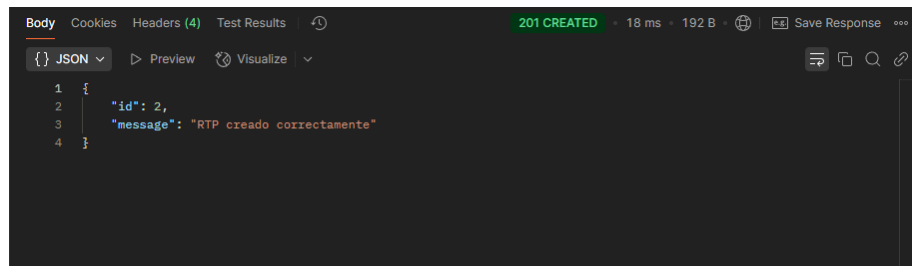 Body Cookies Headers (4) Test Results 201 CREATED 18 ms 192 B e.g. Save Response
{} JSON Preview Visualize
1 {
2 "id": 2,
3 "message": "RTP creado correctamente"
4 }